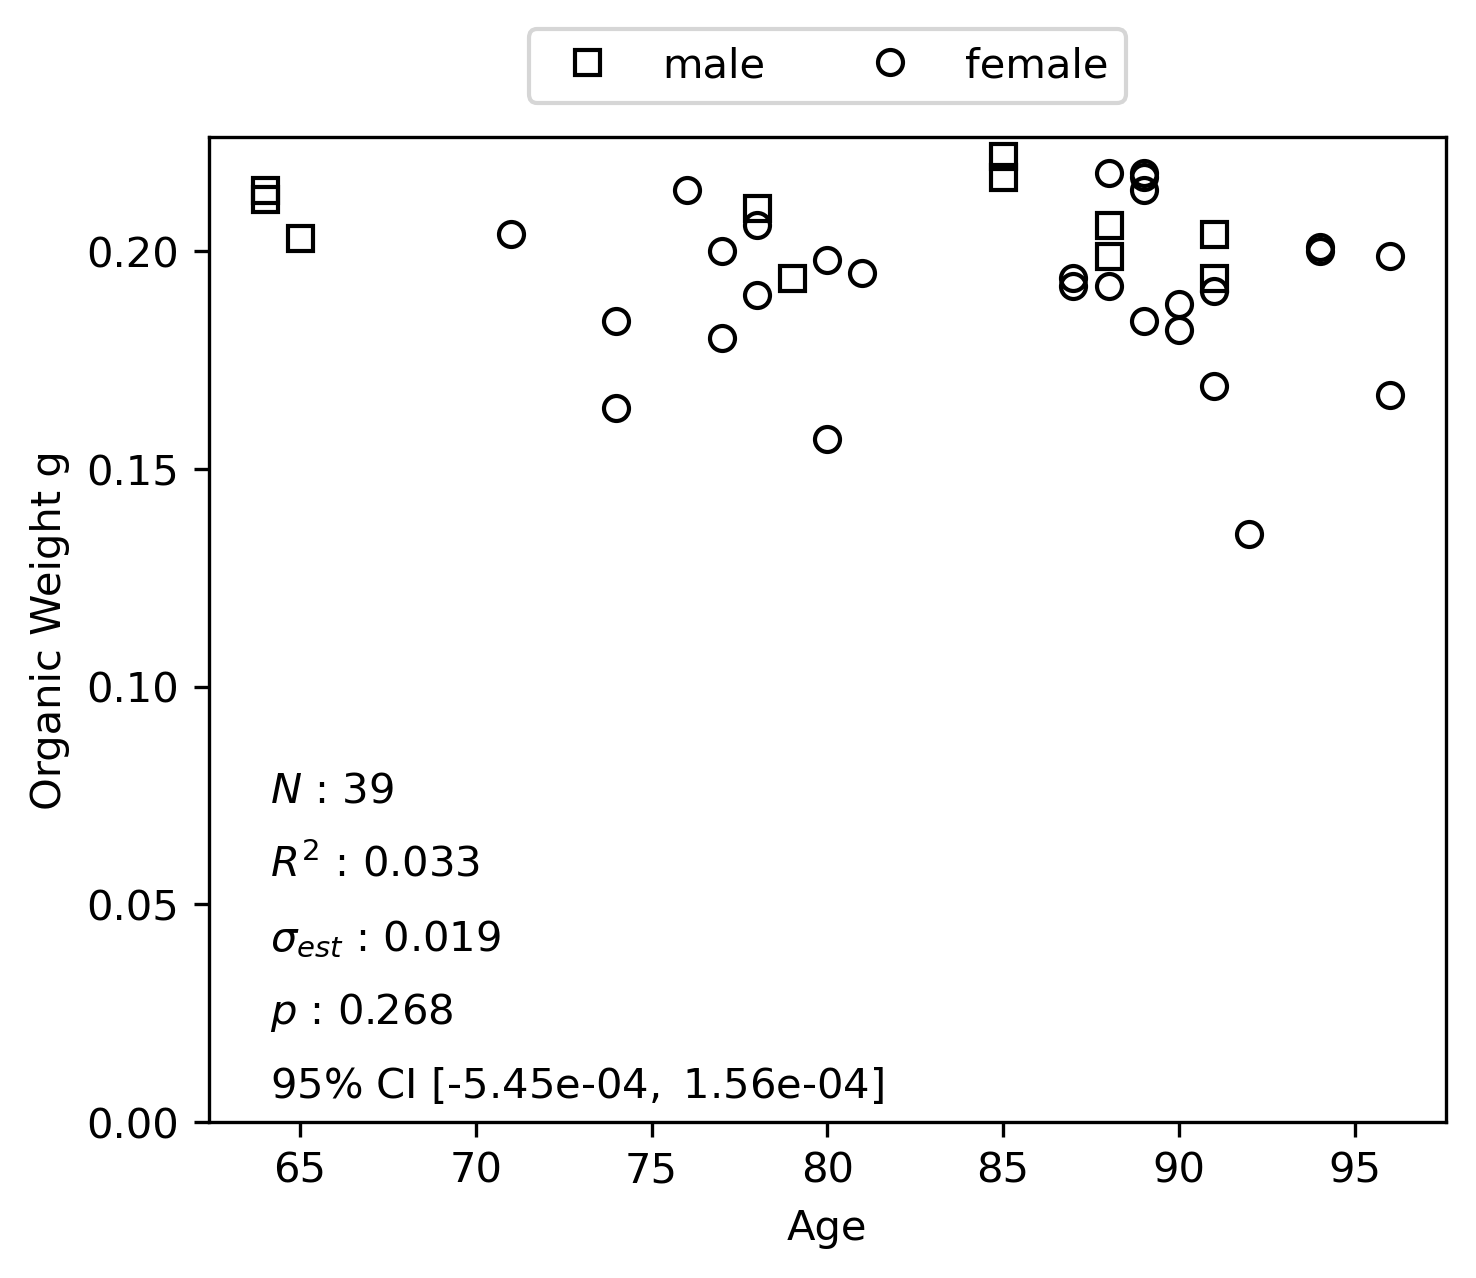 male female
0.20
0.15
0.10
0.05
0.00
Organic Weight g
N : 39
R² : 0.033
σest : 0.019
p : 0.268
95% CI [-5.45e-04, 1.56e-04]
65 70 75 80 85 90 95
Age